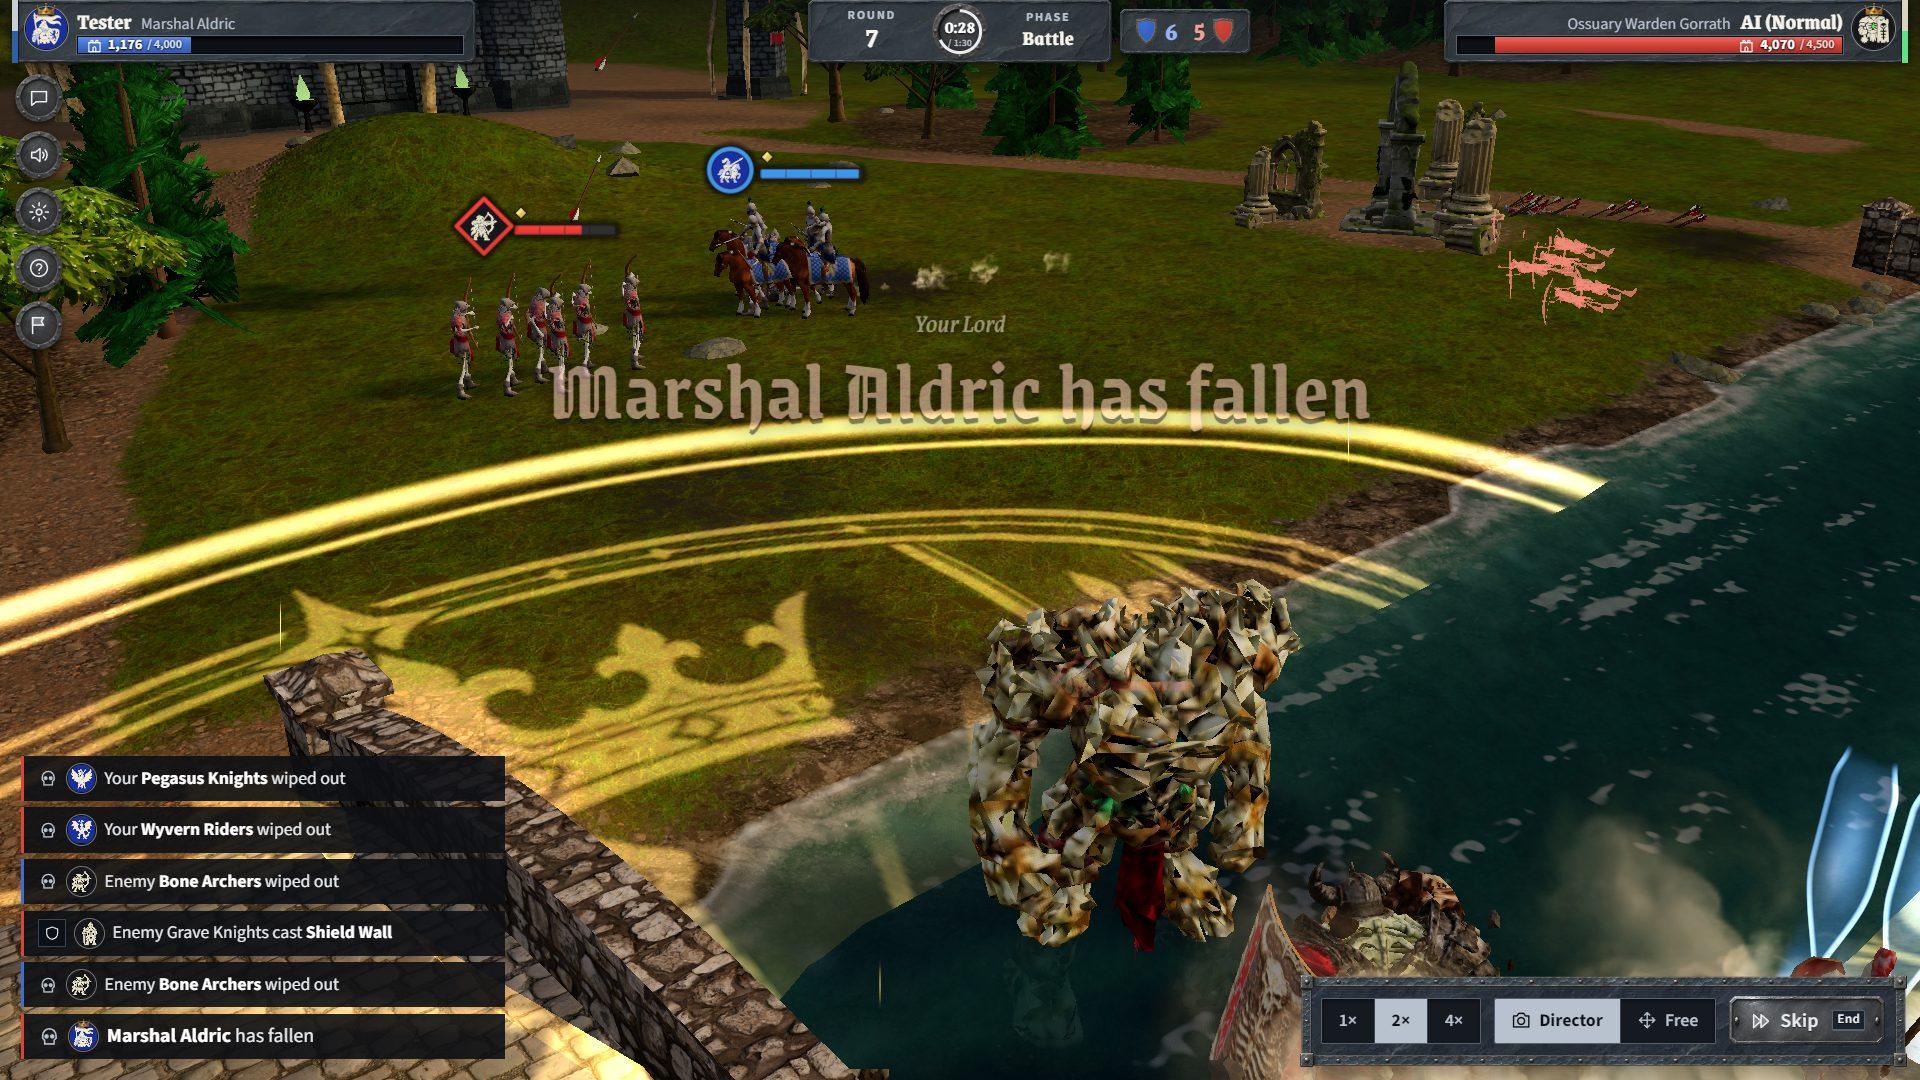 Tester Marshal Aldric
1,176 / 4,000
ROUND
7
0:28
/ 1:30
PHASE
Battle
6 5
Ossuary Warden Gorrath AI (Normal)
4,070 / 4,500
Your Lord
Marshal Aldric has fallen
Your Pegasus Knights wiped out
Your Wyvern Riders wiped out
Enemy Bone Archers wiped out
Enemy Grave Knights cast Shield Wall
Enemy Bone Archers wiped out
Marshal Aldric has fallen
1× 2× 4× Director Free Skip End